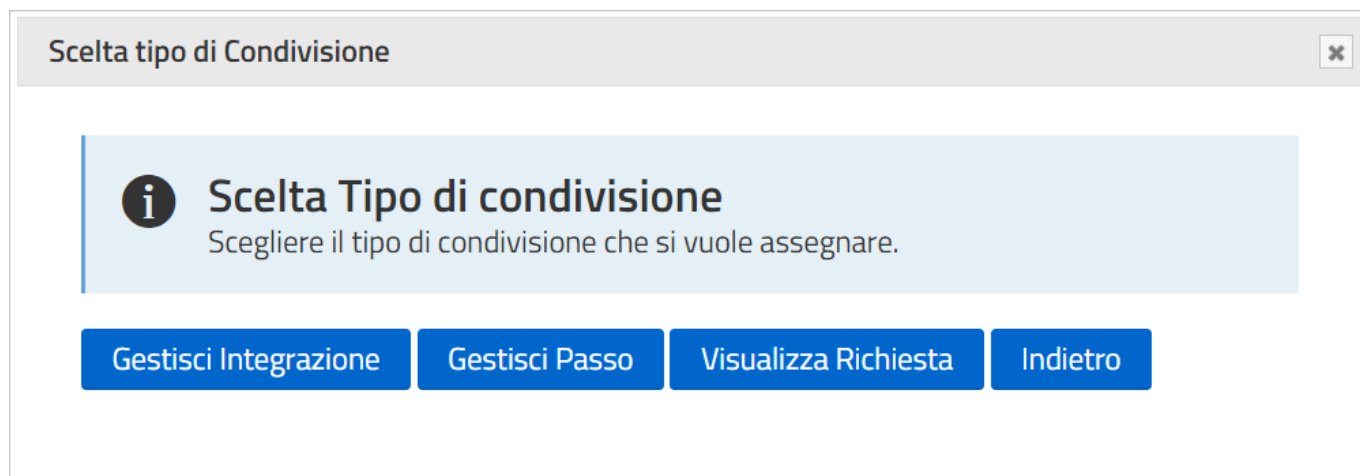 Scelta tipo di Condivisione
Scelta Tipo di condivisione
Scegliere il tipo di condivisione che si vuole assegnare.
Gestisci Integrazione Gestisci Passo Visualizza Richiesta Indietro